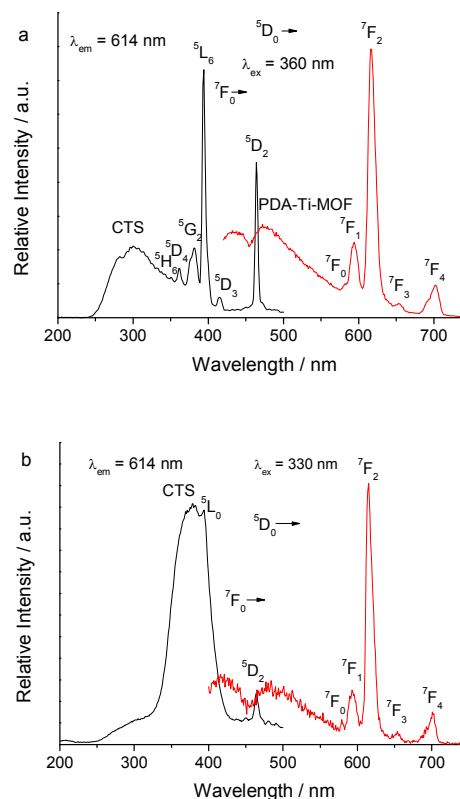 a
λem = 614 nm
5D0 →
7F2
5L6
λex = 360 nm
7F0 →
5D2
CTS
PDA-Ti-MOF
5G2
7F1
5D4
5H6
5D3
7F0
7F3
7F4
Relative Intensity / a.u.
200 300 400 500 600 700
Wavelength / nm
b
λem = 614 nm
λex = 330 nm
7F2
CTS
5L0
5D0 →
7F0 →
5D2
7F1
7F0
7F3
7F4
Relative Intensity / a.u.
200 300 400 500 600 700
Wavelength / nm